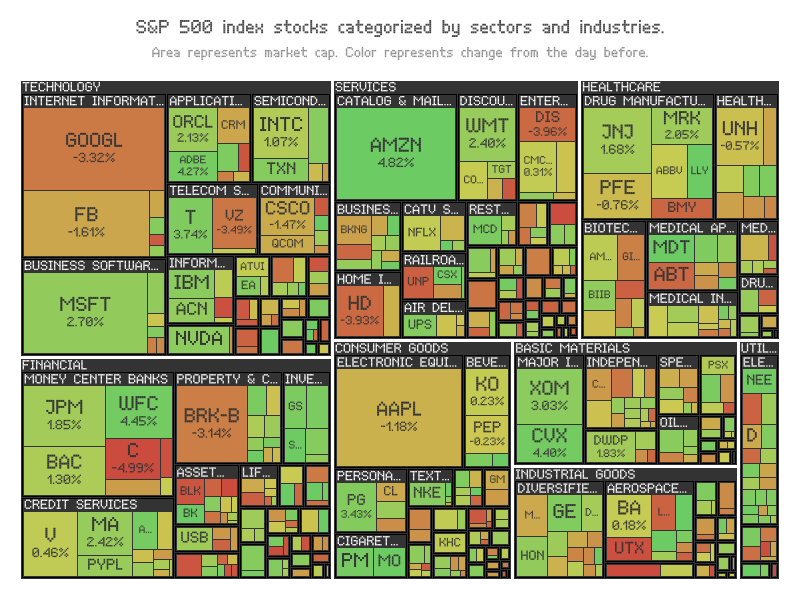 S&P 500 index stocks categorized by sectors and industries.
Area represents market cap. Color represents change from the day before.
TECHNOLOGY
INTERNET INFORMAT...
GOOGL
-3.32%
FB
-1.61%
BUSINESS SOFTWAR...
MSFT
2.70%
APPLICATI...
ORCL
2.13%
CRM
ADBE
4.27%
SEMICOND...
INTC
1.07%
TXN
TELECOM S...
T
3.74%
VZ
-3.49%
COMMUNI...
CSCO
-1.47%
QCOM
INFORM...
IBM
ACN
NVDA
ATVI
EA
SERVICES
CATALOG & MAIL...
AMZN
4.82%
DISCOU...
WMT
2.40%
CO...
TGT
ENTER...
DIS
-3.96%
CMC...
0.31%
BUSINES...
BKNG
CATV S...
NFLX
REST...
MCD
HOME I...
HD
-3.93%
RAILROA...
UNP
CSX
AIR DEL...
UPS
HEALTHCARE
DRUG MANUFACTU...
JNJ
1.68%
MRK
2.05%
PFE
-0.76%
ABBV
LLY
BMY
HEALTH...
UNH
-0.57%
BIOTEC...
AM...
GI...
BIIB
MEDICAL AP...
MDT
ABT
MEDICAL IN...
MED...
DRU...
FINANCIAL
MONEY CENTER BANKS
JPM
1.85%
WFC
4.45%
BAC
1.30%
C
-4.99%
CREDIT SERVICES
V
0.46%
MA
2.42%
A...
PYPL
PROPERTY & C...
BRK-B
-3.14%
INVE...
GS
S...
ASSET...
BLK
BK
USB
LIF...
CONSUMER GOODS
ELECTRONIC EQUI...
AAPL
-1.18%
BEVE...
KO
0.23%
PEP
-0.23%
PERSONA...
PG
3.43%
CL
TEXT...
NKE
GM
KHC
CIGARET...
PM
MO
BASIC MATERIALS
MAJOR I...
XOM
3.03%
CVX
4.40%
INDEPEN...
C...
DWDP
1.83%
SPE...
PSX
OIL...
INDUSTRIAL GOODS
DIVERSIFIE...
M...
GE
D...
HON
AEROSPACE...
BA
0.18%
L...
UTX
UTIL...
ELE...
NEE
D